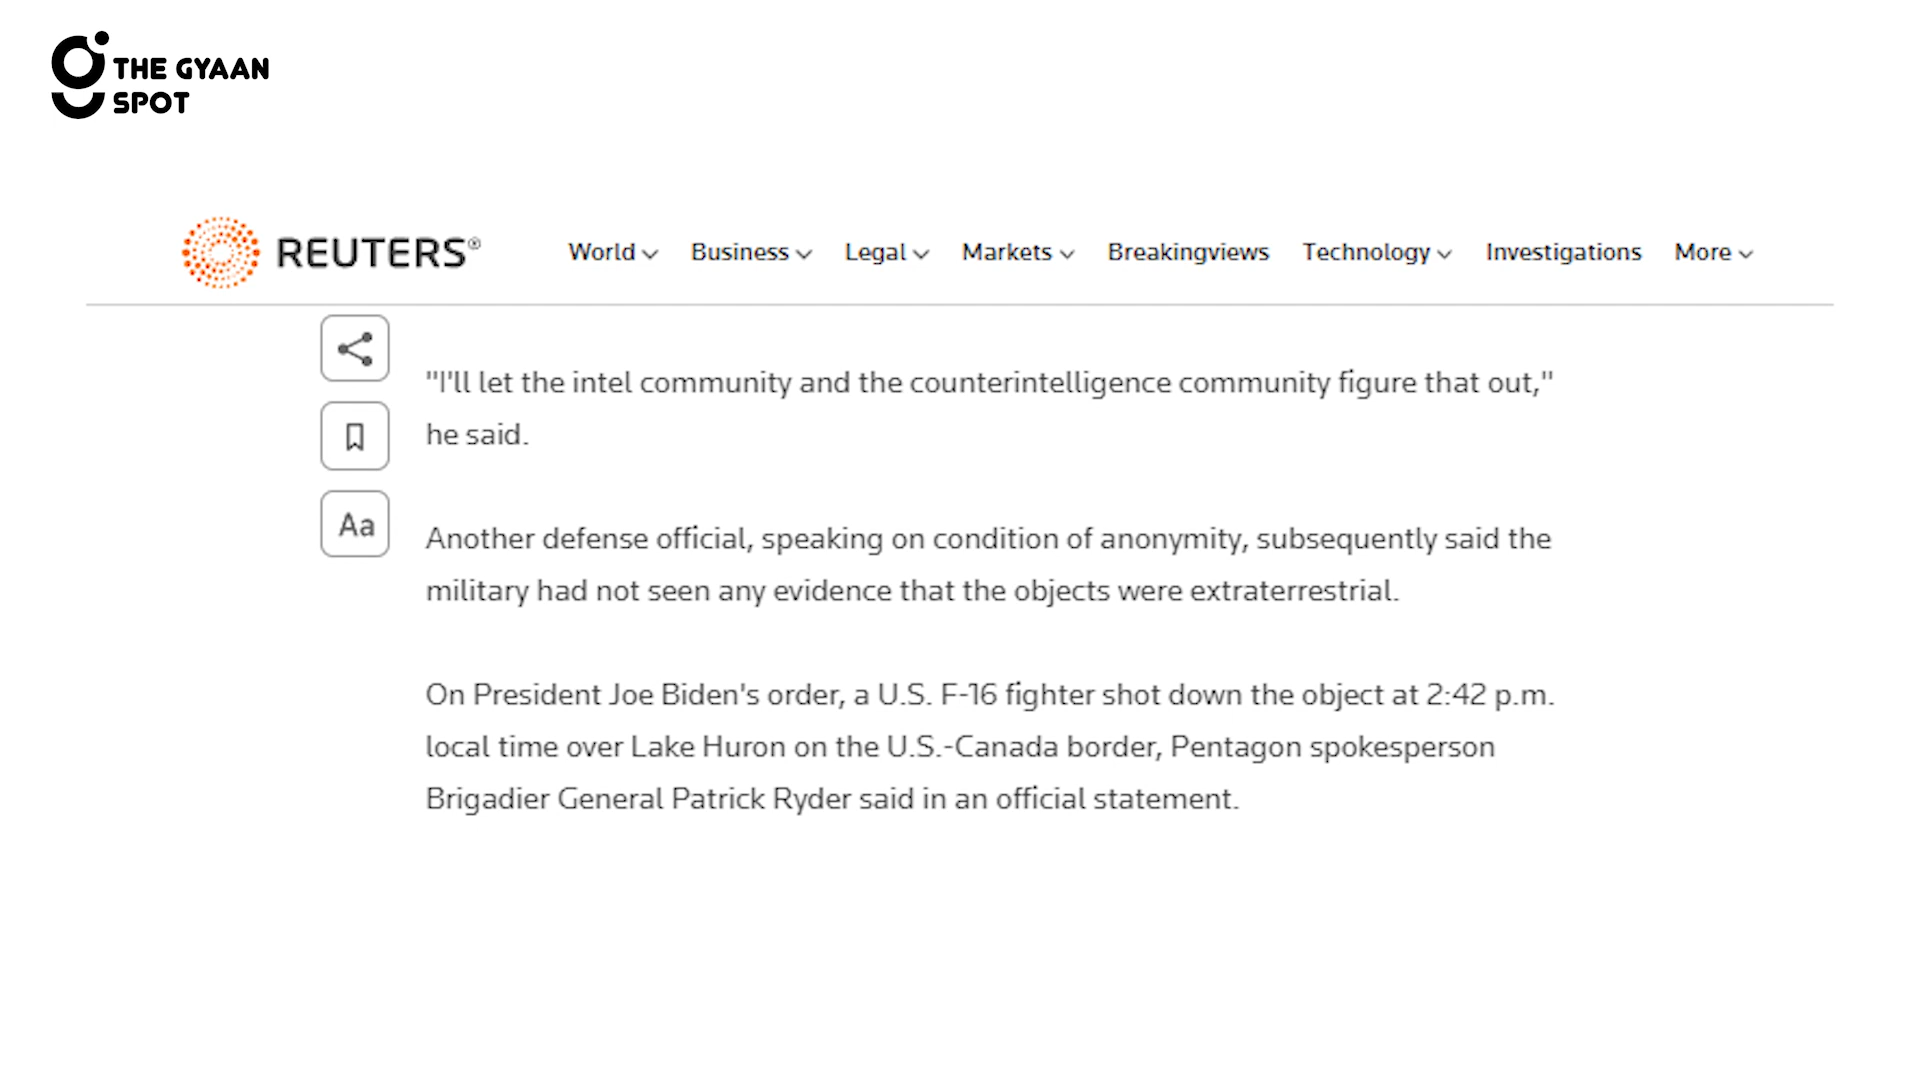 THE GYAAN
SPOT
REUTERS®
World Business Legal Markets Breakingviews Technology Investigations More
"I'll let the intel community and the counterintelligence community figure that out,"
he said.
Aa
Another defense official, speaking on condition of anonymity, subsequently said the
military had not seen any evidence that the objects were extraterrestrial.
On President Joe Biden's order, a U.S. F-16 fighter shot down the object at 2:42 p.m.
local time over Lake Huron on the U.S.-Canada border, Pentagon spokesperson
Brigadier General Patrick Ryder said in an official statement.